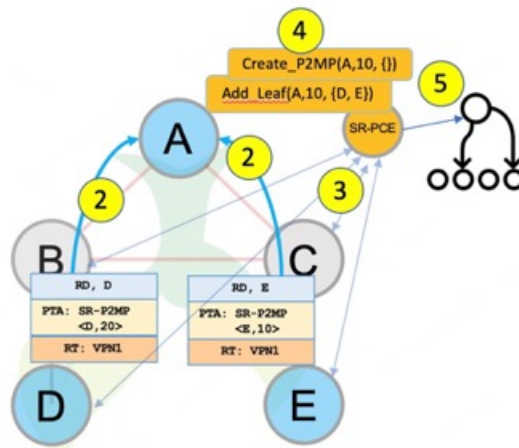 4
Create_P2MP(A,10, {})
Add_Leaf(A,10, {D, E})
5
SR-PCE
A
2
2
3
B
C
RD, D
PTA: SR-P2MP
<D,20>
RT: VPN1
RD, E
PTA: SR-P2MP
<E,10>
RT: VPN1
D
E